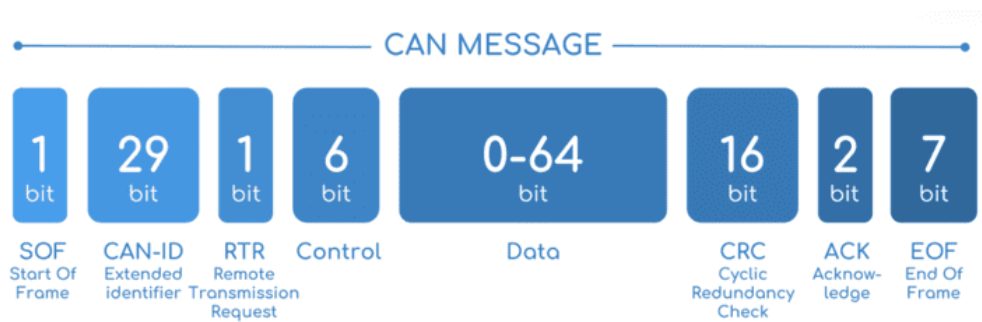 CAN MESSAGE
1
29
1
6
0-64
16
2
7
bit
bit
bit
bit
bit
bit
bit
bit
SOF
CAN-ID
RTR
Control
Data
CRC
ACK
EOF
Start Of
Frame
Extended
identifier
Remote
Transmission
Request
Cyclic
Redundancy
Check
Acknow-
ledge
End Of
Frame